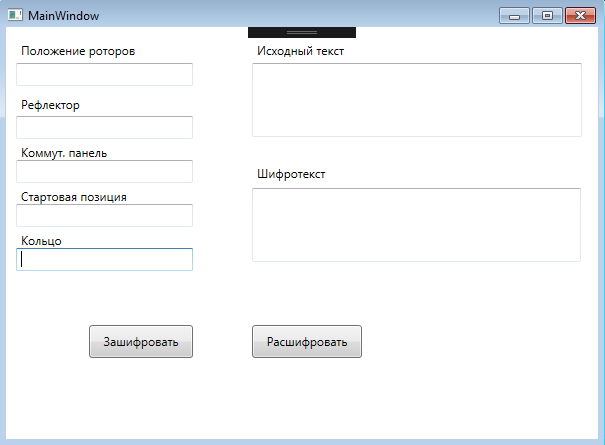 MainWindow
Положение роторов
Исходный текст
Рефлектор
Коммут. панель
Шифротекст
Стартовая позиция
Кольцо
Зашифровать
Расшифровать